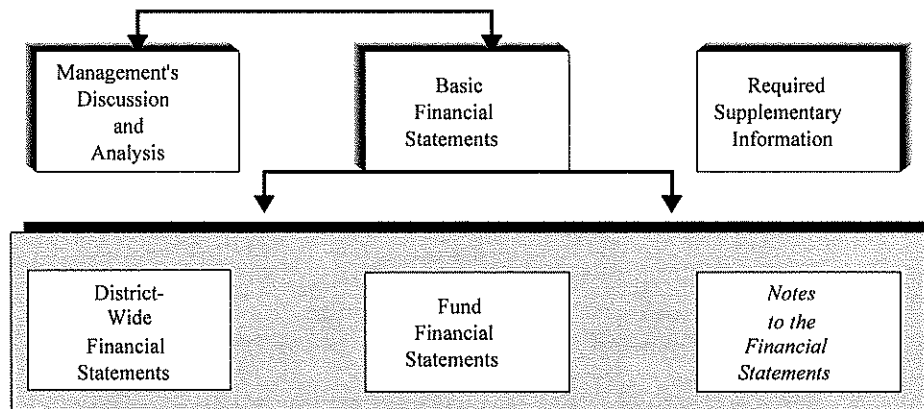 Management's
Discussion
and
Analysis
Basic
Financial
Statements
Required
Supplementary
Information
District-
Wide
Financial
Statements
Fund
Financial
Statements
Notes
to the
Financial
Statements